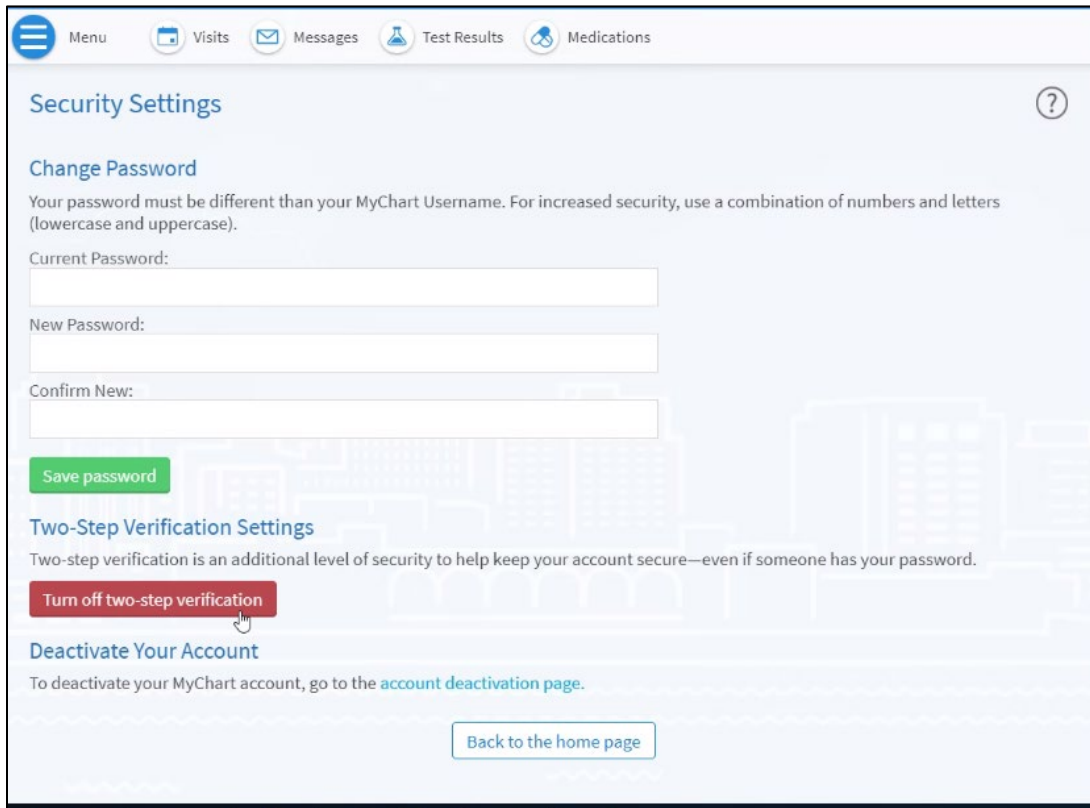 Menu Visits Messages Test Results Medications
Security Settings
?
Change Password
Your password must be different than your MyChart Username. For increased security, use a combination of numbers and letters
(lowercase and uppercase).
Current Password:
New Password:
Confirm New:
Save password
Two-Step Verification Settings
Two-step verification is an additional level of security to help keep your account secure—even if someone has your password.
Turn off two-step verification
Deactivate Your Account
To deactivate your MyChart account, go to the account deactivation page.
Back to the home page